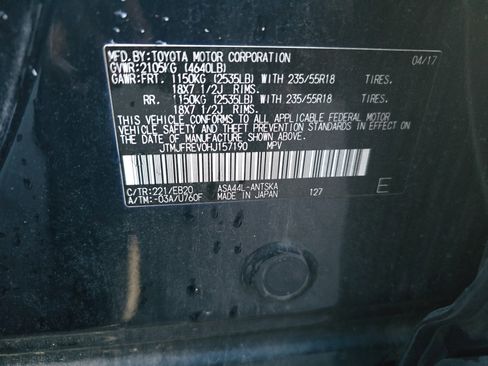 MFD. BY: TOYOTA MOTOR CORPORATION 04/17
GVWR:2105KG (4640LB)
GAWR:FRT. 1150KG (2535LB) WITH 235/55R18 TIRES.
18X7 1/2J RIMS.
RR. 1150KG (2535LB) WITH 235/55R18 TIRES.
18X7 1/2J RIMS.
THIS VEHICLE CONFORMS TO ALL APPLICABLE FEDERAL MOTOR
VEHICLE SAFETY AND THEFT PREVENTION STANDARDS IN EFFECT ON
THE DATE OF MANUFACTURE SHOWN ABOVE.
JTMJFREV0HJ157190 MPV
C/TR:221/EB20 ASA44L-ANTSKA 127 E
A/TM:-03A/U760F MADE IN JAPAN